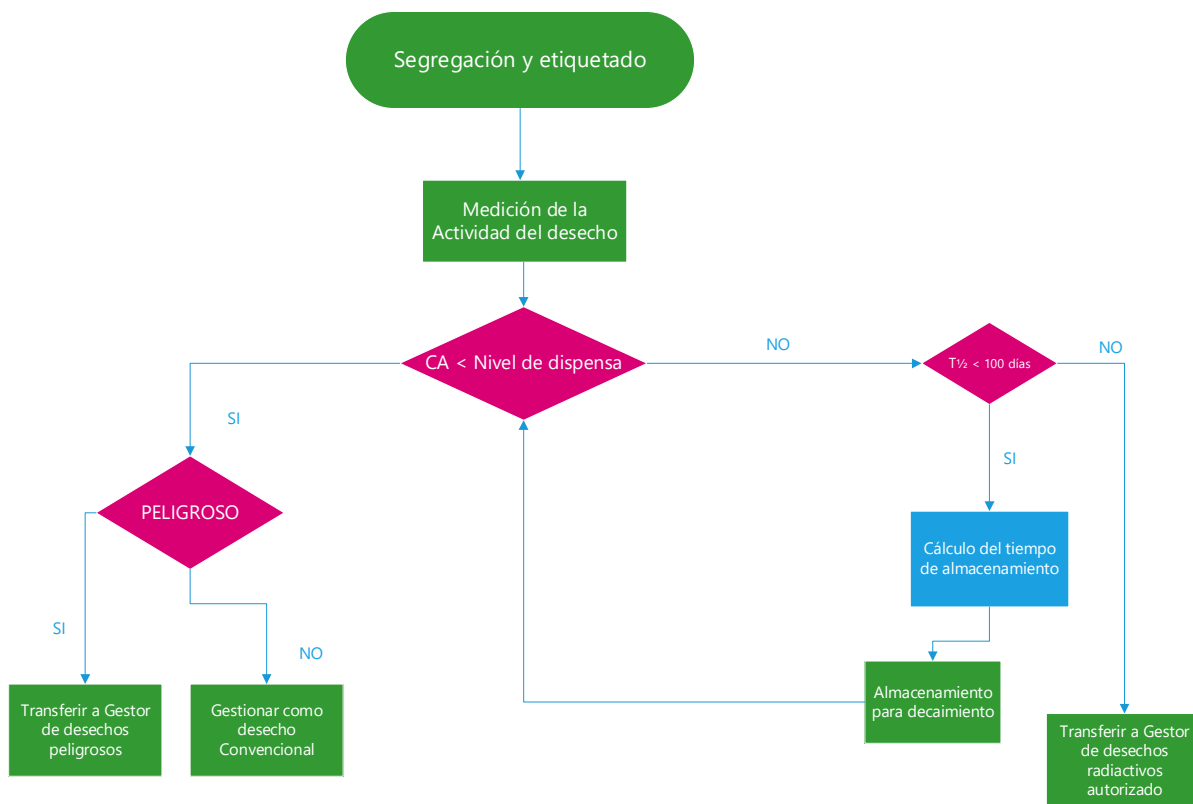 Segregación y etiquetado
Medición de la
Actividad del desecho
CA < Nivel de dispensa
NO
T½ < 100 días
NO
SI
SI
PELIGROSO
Cálculo del tiempo
de almacenamiento
SI
NO
Almacenamiento
para decaimiento
Transferir a Gestor
de desechos
peligrosos
Gestionar como
desecho
Convencional
Transferir a Gestor
de desechos
radiactivos
autorizado